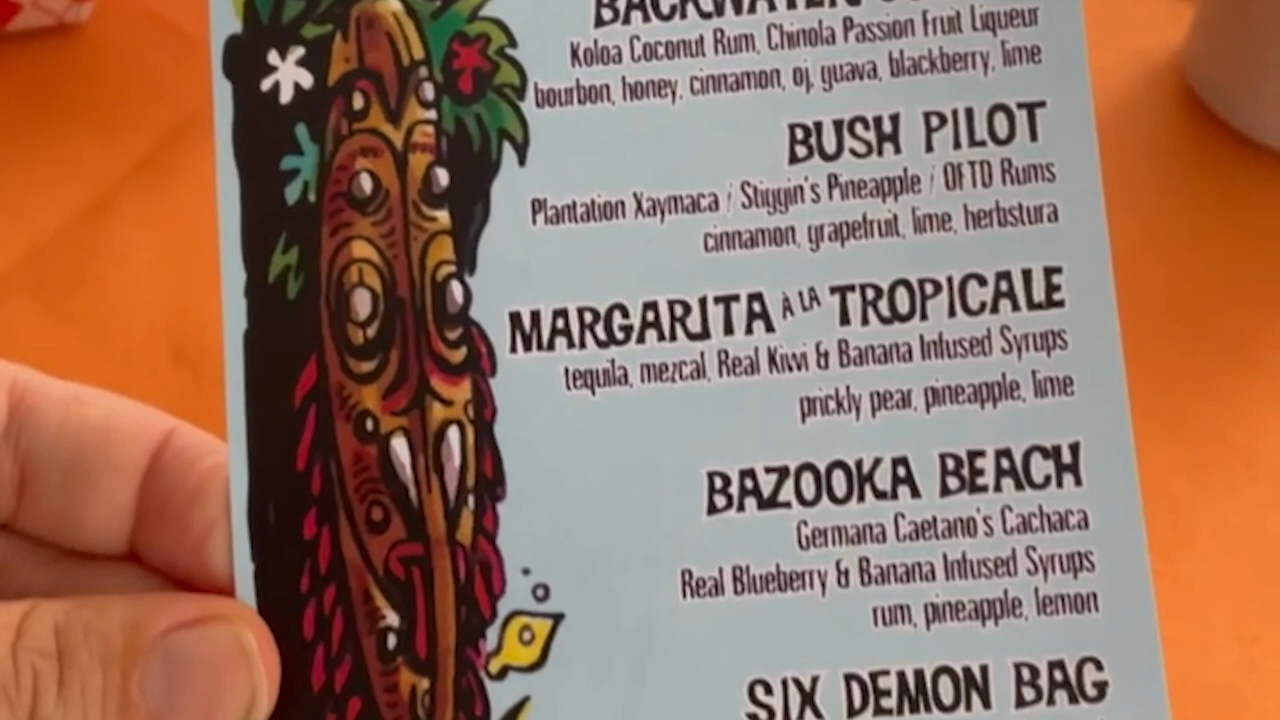 BACKWATER
Koloa Coconut Rum, Chinola Passion Fruit Liqueur
bourbon, honey, cinnamon, oj, guava, blackberry, lime
BUSH PILOT
Plantation Xaymaca / Stiggin's Pineapple / OFTD Rums
cinnamon, grapefruit, lime, herbstura
MARGARITA À LA TROPICALE
tequila, mezcal, Real Kiwi & Banana Infused Syrups
prickly pear, pineapple, lime
BAZOOKA BEACH
Germana Caetano's Cachaca
Real Blueberry & Banana Infused Syrups
rum, pineapple, lemon
SIX DEMON BAG